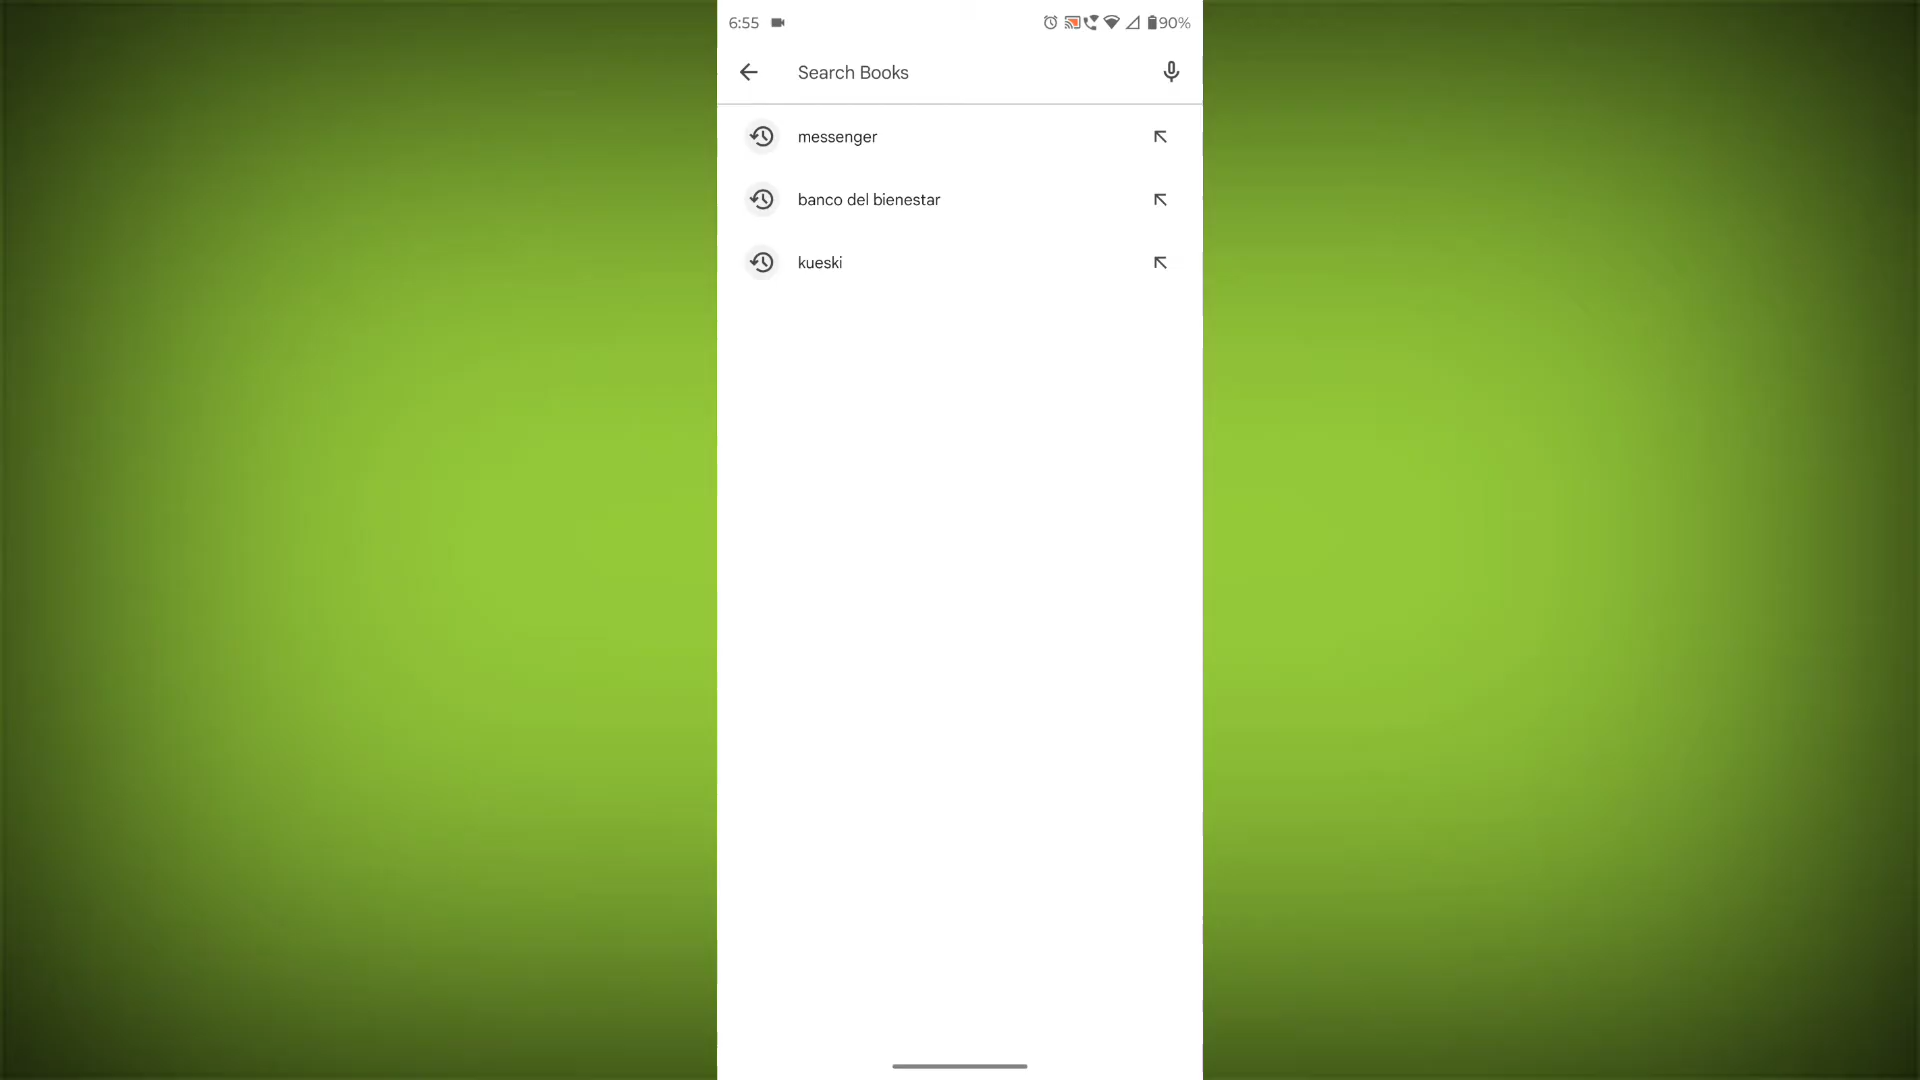 6:55
90%
Search Books
messenger
banco del bienestar
kueski